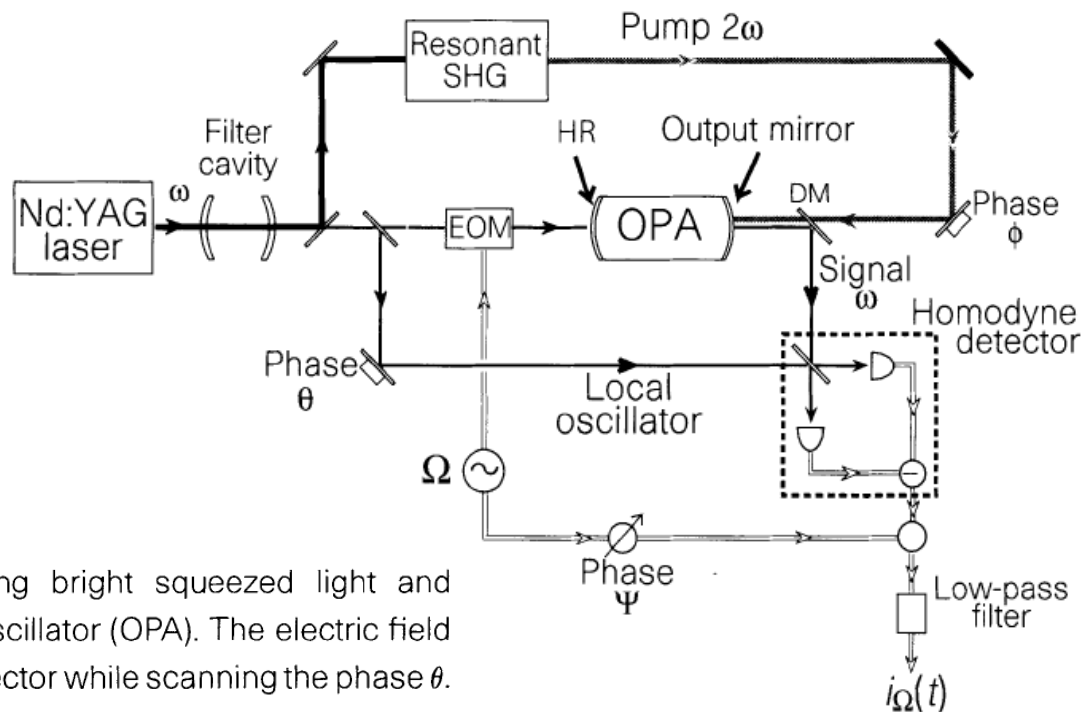 Resonant
SHG
Pump 2ω
Filter
cavity
HR
Output mirror
Nd:YAG
laser
ω
EOM
OPA
DM
Phase
ϕ
Signal
ω
Homodyne
detector
Phase
θ
Local
oscillator
Ω
Phase
Ψ
Low-pass
filter
iΩ(t)
ng bright squeezed light and
scillator (OPA). The electric field
ector while scanning the phase θ.